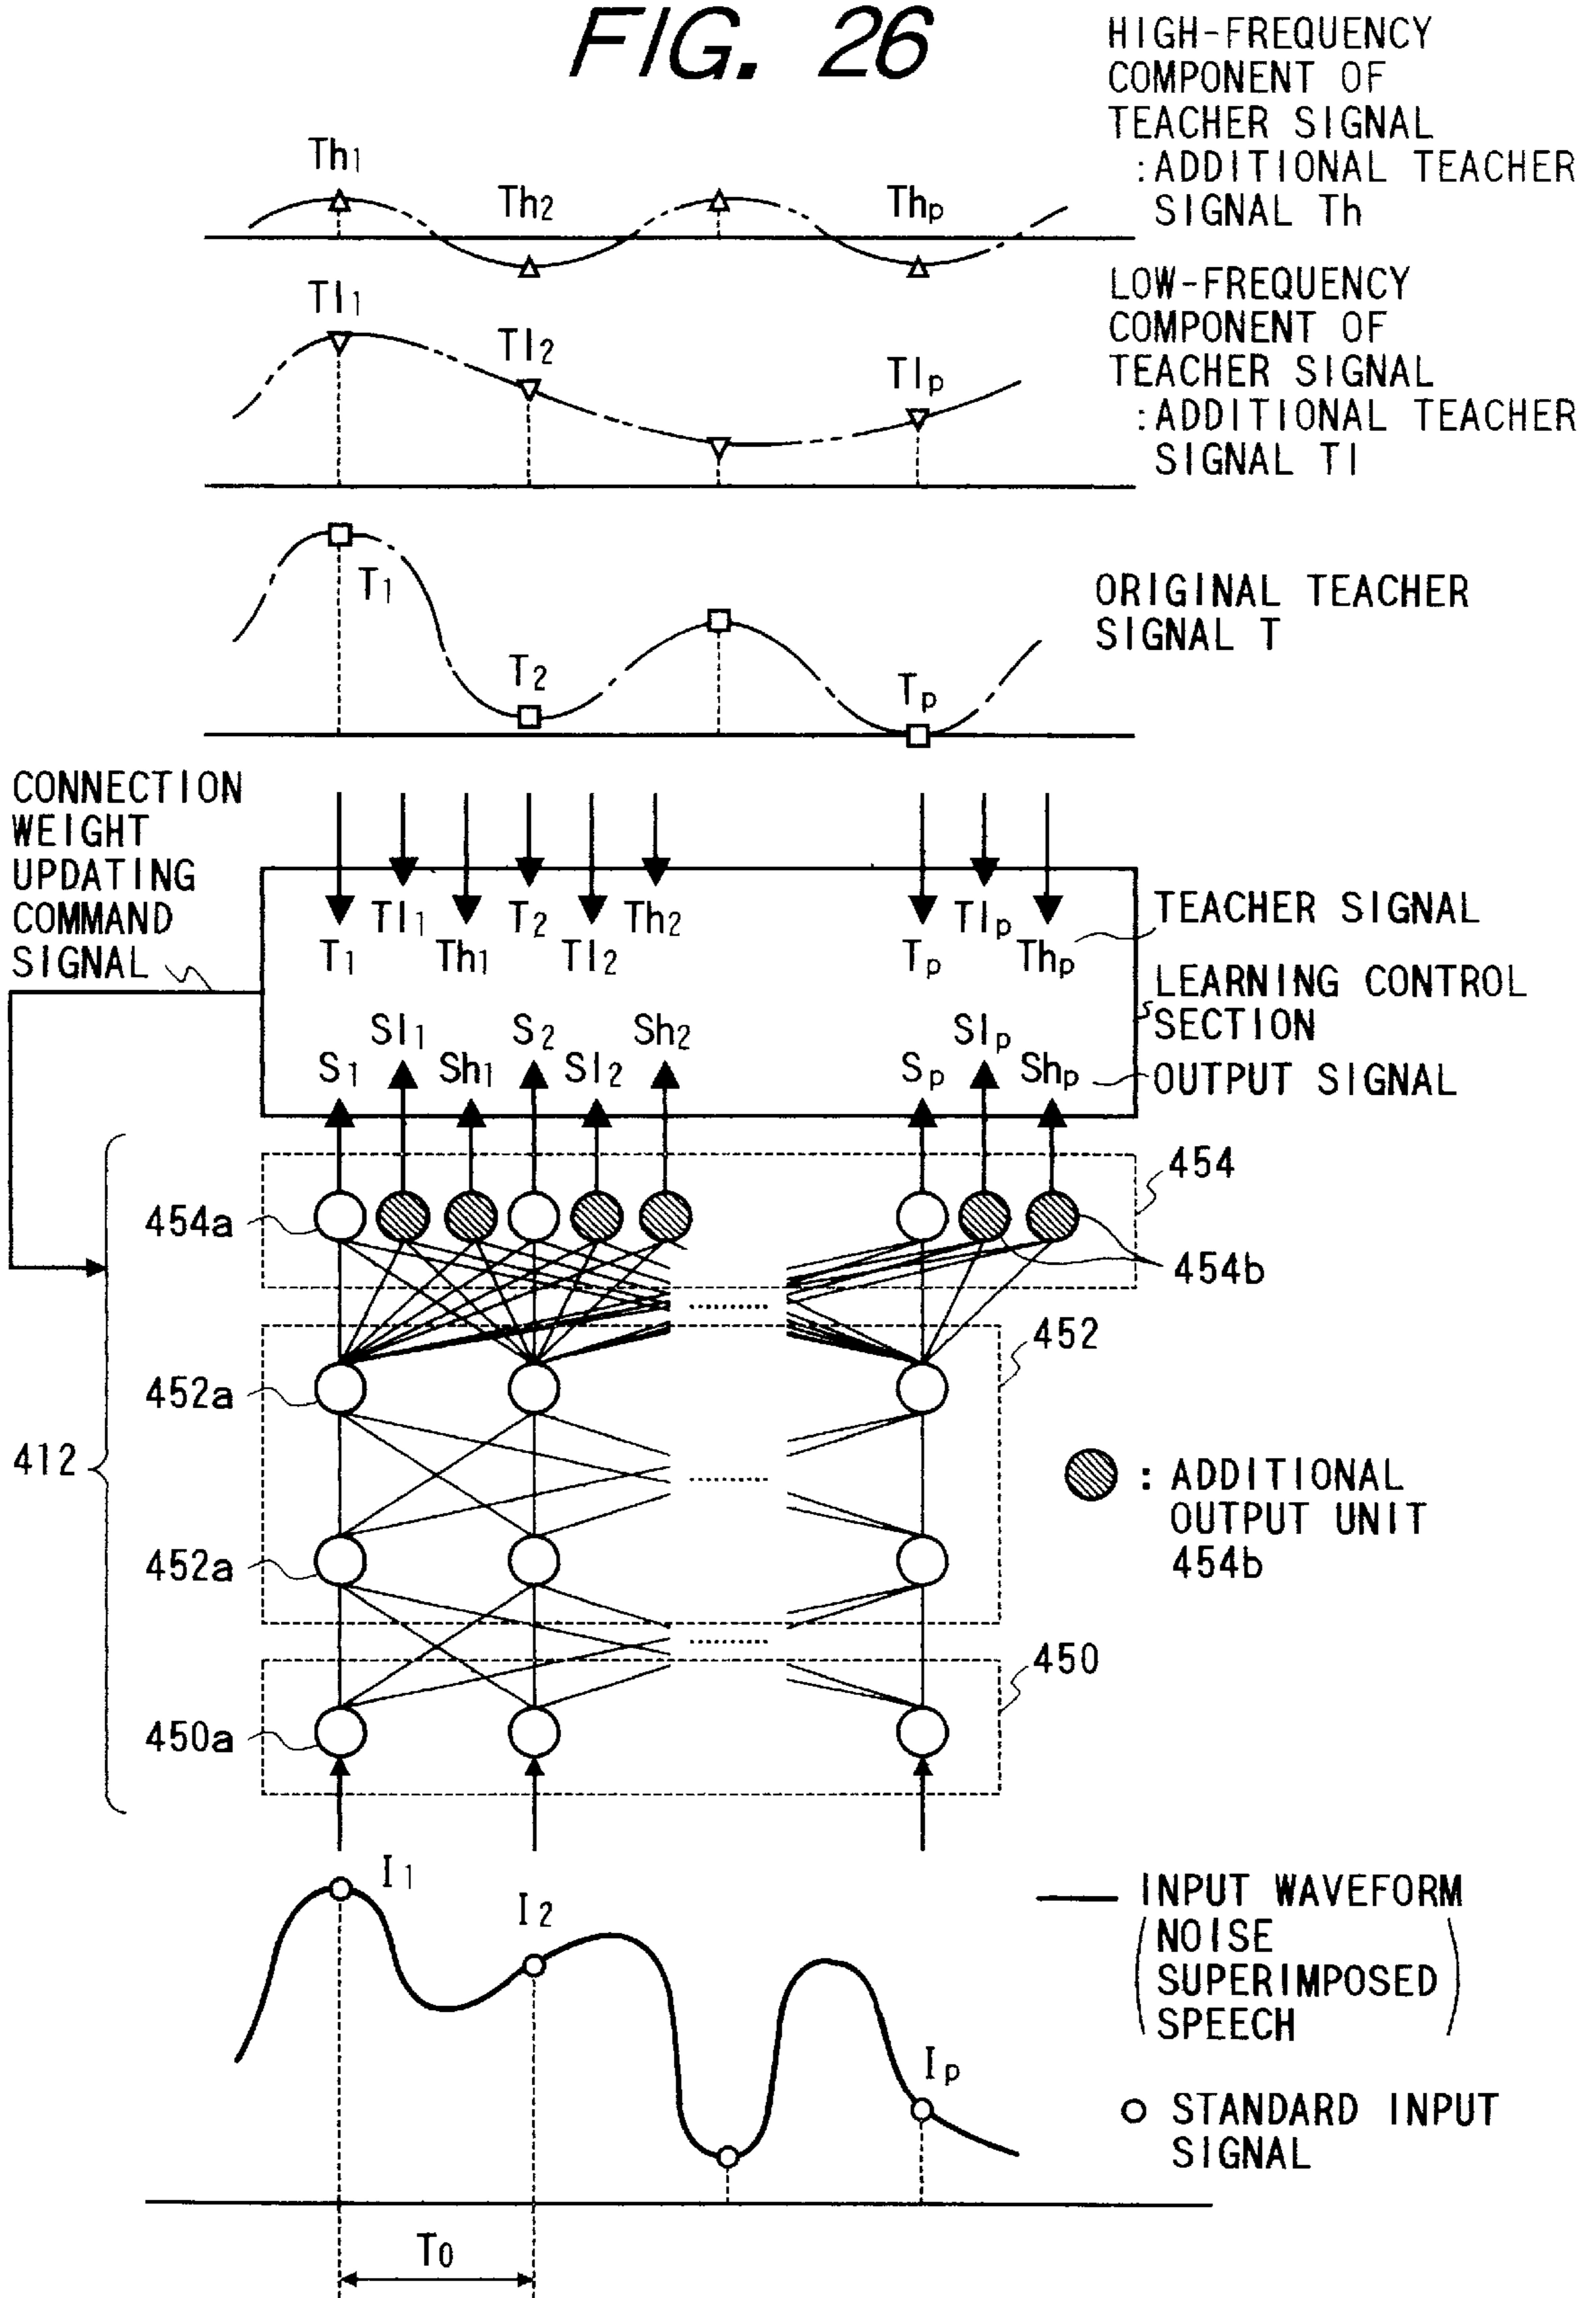 FIG. 26
HIGH-FREQUENCY
COMPONENT OF
TEACHER SIGNAL
:ADDITIONAL TEACHER
SIGNAL Th
Th1
Th2
Thp
LOW-FREQUENCY
COMPONENT OF
TEACHER SIGNAL
:ADDITIONAL TEACHER
SIGNAL Tl
Tl1
Tl2
Tlp
ORIGINAL TEACHER
SIGNAL T
T1
T2
Tp
CONNECTION
WEIGHT
UPDATING
COMMAND
SIGNAL
T1 Tl1 Th1 T2 Tl2 Th2 Tp Tlp Thp
TEACHER SIGNAL
LEARNING CONTROL
SECTION
S1 Sl1 Sh1 S2 Sl2 Sh2 Sp Slp Shp
OUTPUT SIGNAL
454
454a
454b
452
452a
412
: ADDITIONAL
OUTPUT UNIT
454b
452a
450
450a
I1
I2
Ip
INPUT WAVEFORM
(NOISE
SUPERIMPOSED
SPEECH)
STANDARD INPUT
SIGNAL
T0